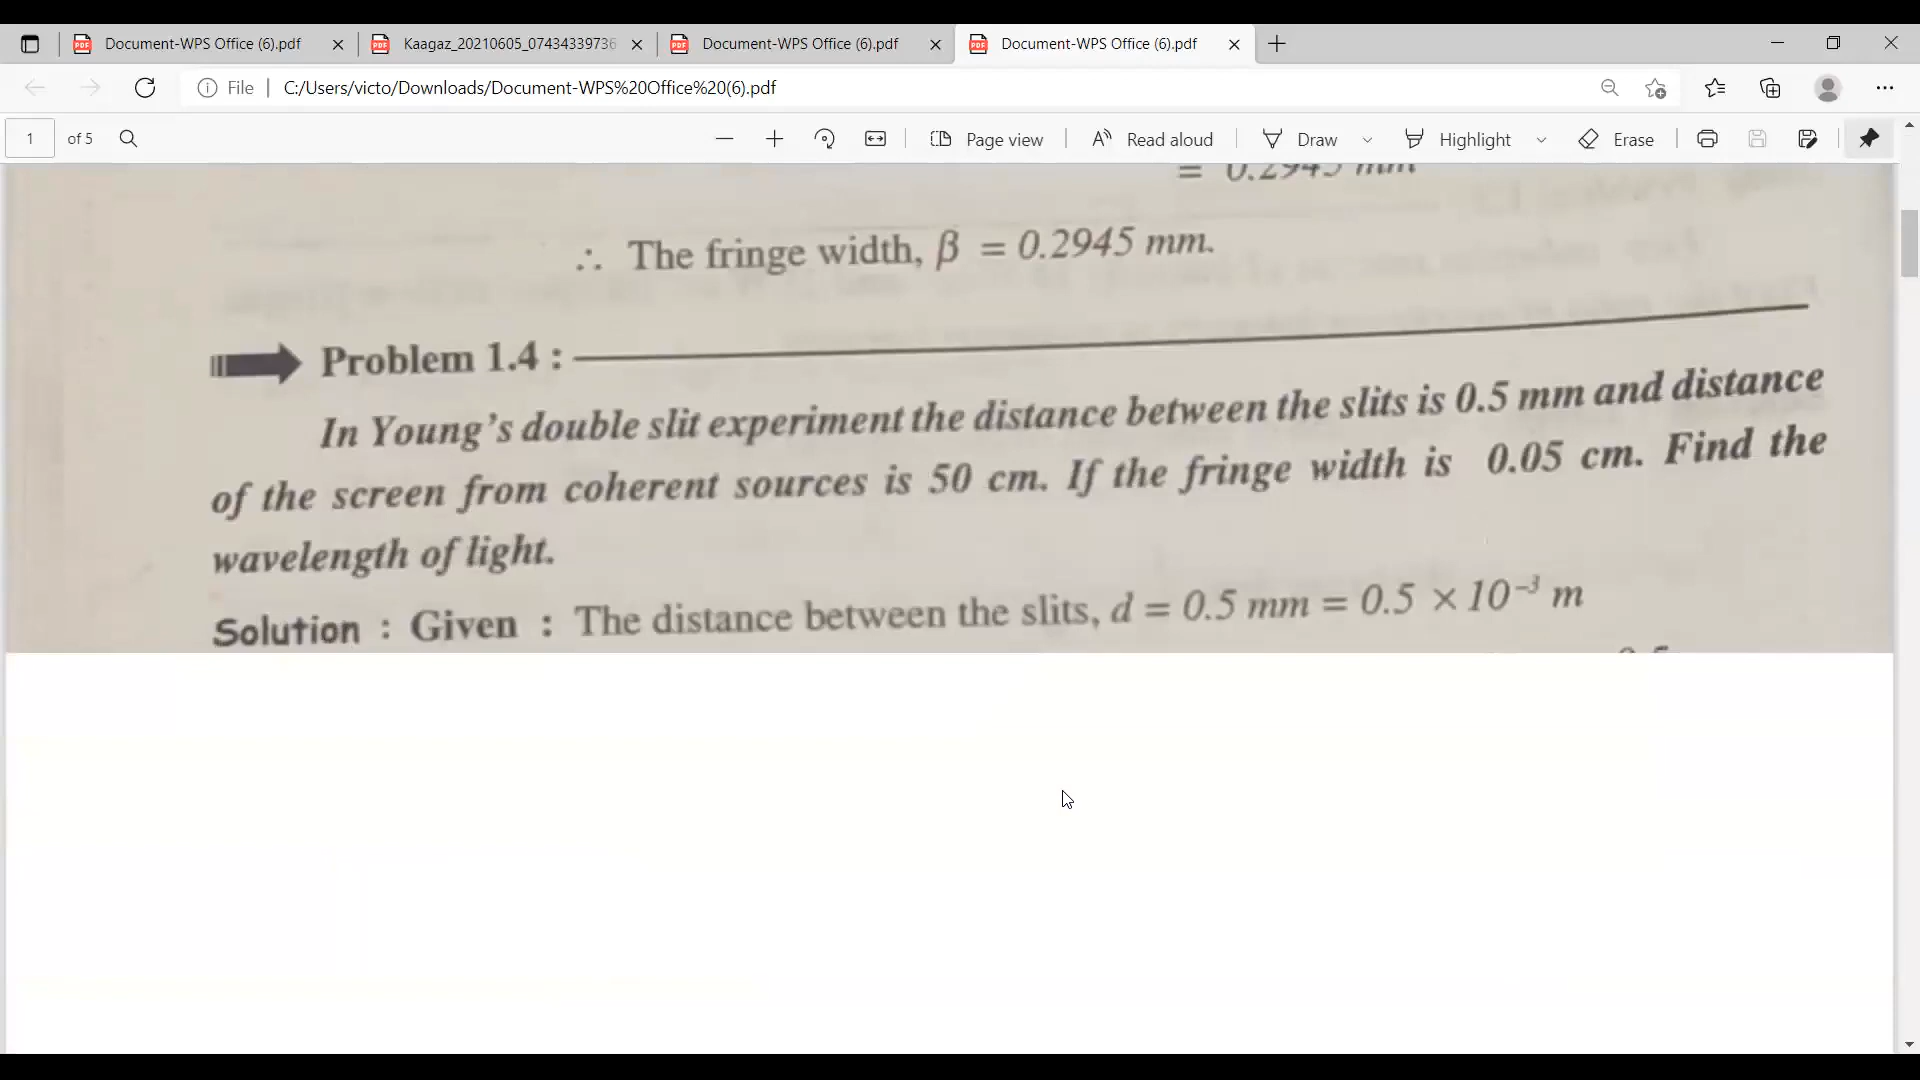 Document-WPS Office (6).pdf
Kaagaz_20210605_07434339736
Document-WPS Office (6).pdf
Document-WPS Office (6).pdf
File
C:/Users/victo/Downloads/Document-WPS%20Office%20(6).pdf
1 of 5
Page view
Read aloud
Draw
Highlight
Erase
= 0.2945 mm
∴ The fringe width, β = 0.2945 mm.
Problem 1.4 :
In Young's double slit experiment the distance between the slits is 0.5 mm and distance
of the screen from coherent sources is 50 cm. If the fringe width is 0.05 cm. Find the
wavelength of light.
Solution : Given : The distance between the slits, d = 0.5 mm = 0.5 × 10⁻³ m